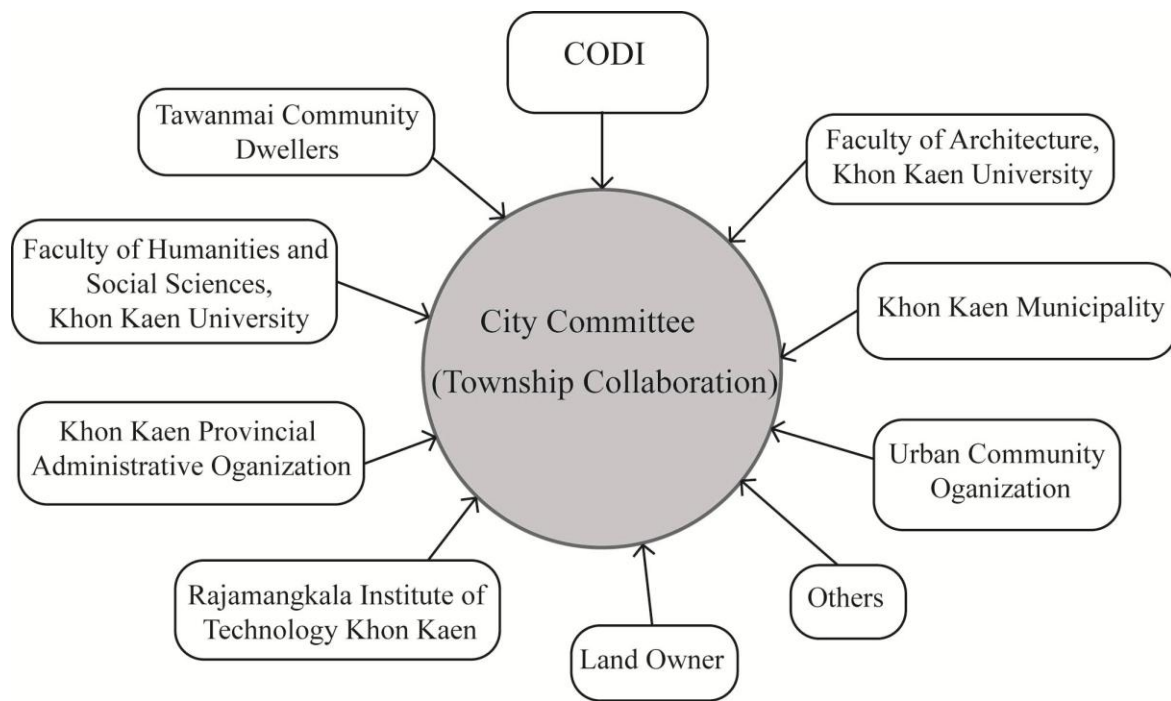 CODI
Tawanmai Community
Dwellers
Faculty of Architecture,
Khon Kaen University
Faculty of Humanities and
Social Sciences,
Khon Kaen University
Khon Kaen Municipality
City Committee
(Township Collaboration)
Khon Kaen Provincial
Administrative Oganization
Urban Community
Oganization
Rajamangkala Institute of
Technology Khon Kaen
Others
Land Owner